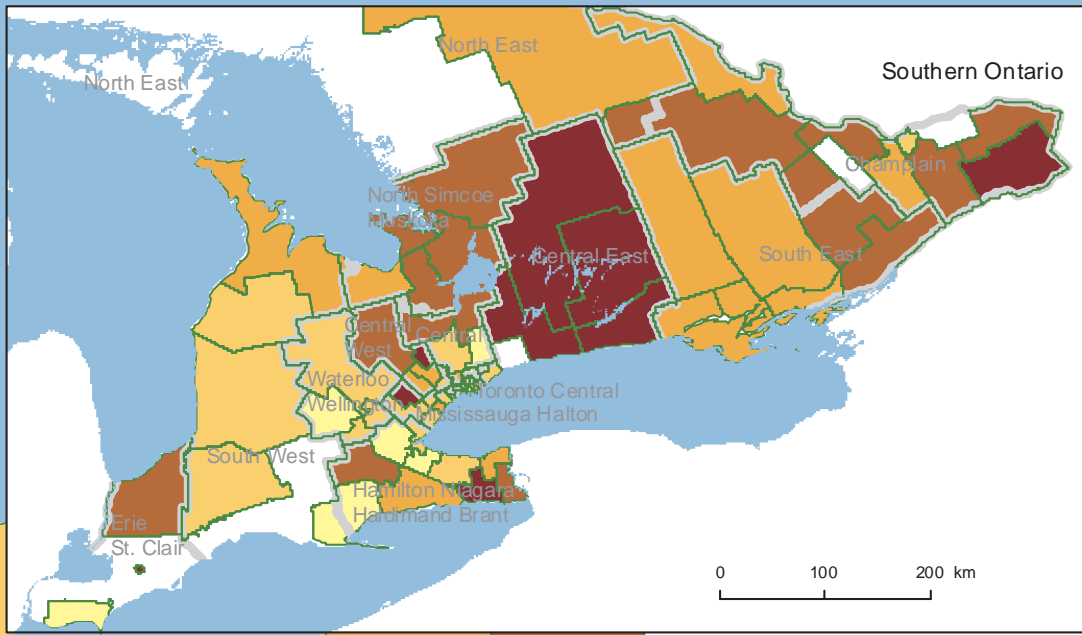 North East
Southern Ontario
North East
Champlain
North Simcoe
Muskoka
Central East
South East
Central
West
Central
Waterloo
Wellington
Toronto Central
Mississauga Halton
South West
Hamilton Niagara
Haldimand Brant
Erie
St. Clair
0 100 200 km